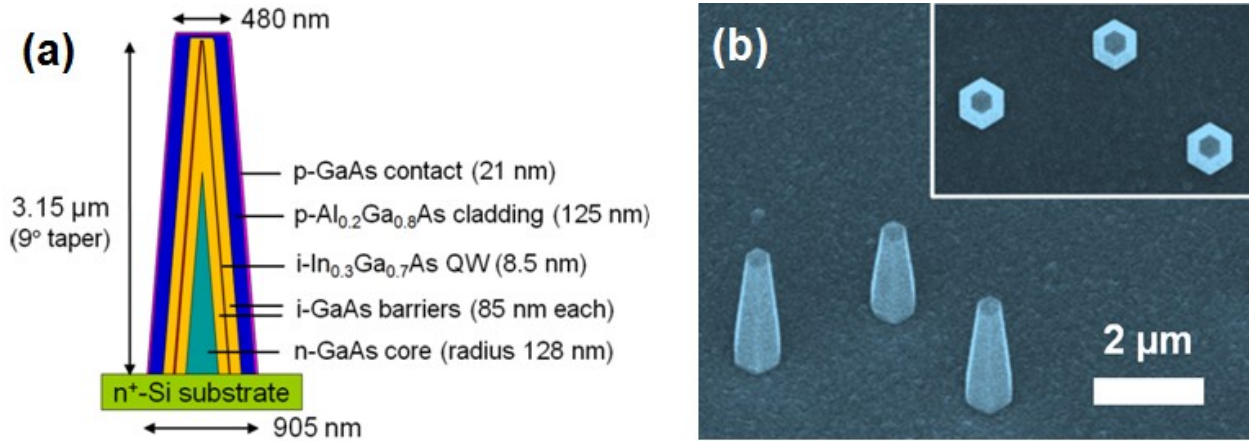 (a)
480 nm
3.15 µm
(9° taper)
p-GaAs contact (21 nm)
p-Al0.2Ga0.8As cladding (125 nm)
i-In0.3Ga0.7As QW (8.5 nm)
i-GaAs barriers (85 nm each)
n-GaAs core (radius 128 nm)
n+-Si substrate
905 nm
(b)
2 µm